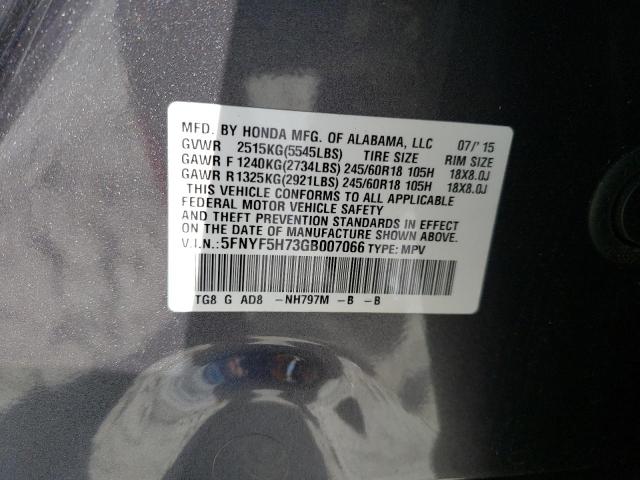 MFD. BY HONDA MFG. OF ALABAMA, LLC 07/'15
GVWR 2515KG(5545LBS) TIRE SIZE RIM SIZE
GAWR F 1240KG(2734LBS) 245/60R18 105H 18X8.0J
GAWR R1325KG(2921LBS) 245/60R18 105H 18X8.0J
THIS VEHICLE CONFORMS TO ALL APPLICABLE
FEDERAL MOTOR VEHICLE SAFETY
AND THEFT PREVENTION STANDARDS IN EFFECT
ON THE DATE OF MANUFACTURE SHOWN ABOVE.
V.I.N.:5FNYF5H73GB007066 TYPE: MPV
TG8 G AD8 -NH797M -B -B